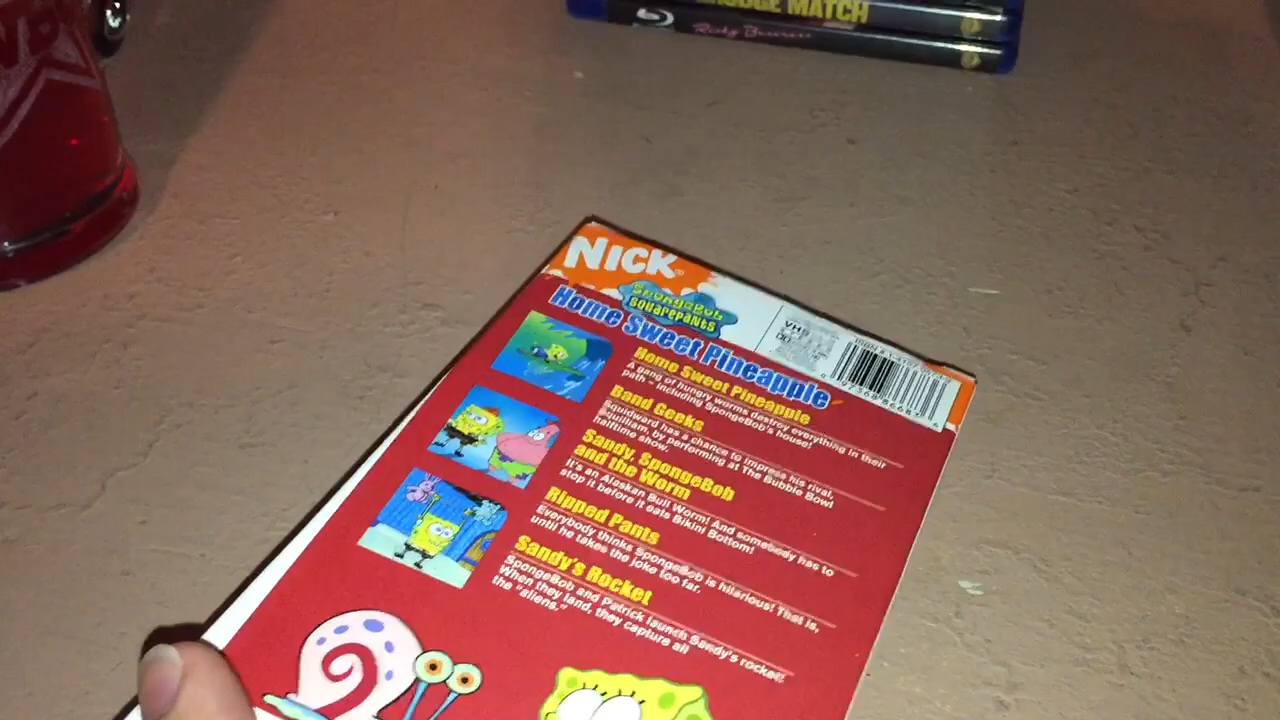 GRUDGE MATCH
Risky Business
NICK
SpongeBob
SQUAREPANTS
Home Sweet Pineapple
VHS
Home Sweet Pineapple
A gang of hungry worms destroy everything in their
path - including SpongeBob's house!
Band Geeks
Squidward has a chance to impress his rival,
Squilliam, by performing at The Bubble Bowl
halftime show.
Sandy, SpongeBob
and the Worm
It's an Alaskan Bull Worm! And somebody has to
stop it before it eats Bikini Bottom!
Ripped Pants
Everybody thinks SpongeBob is hilarious! That is,
until he takes the joke too far.
Sandy's Rocket
SpongeBob and Patrick launch Sandy's rocket.
When they land, they capture all
the "aliens."